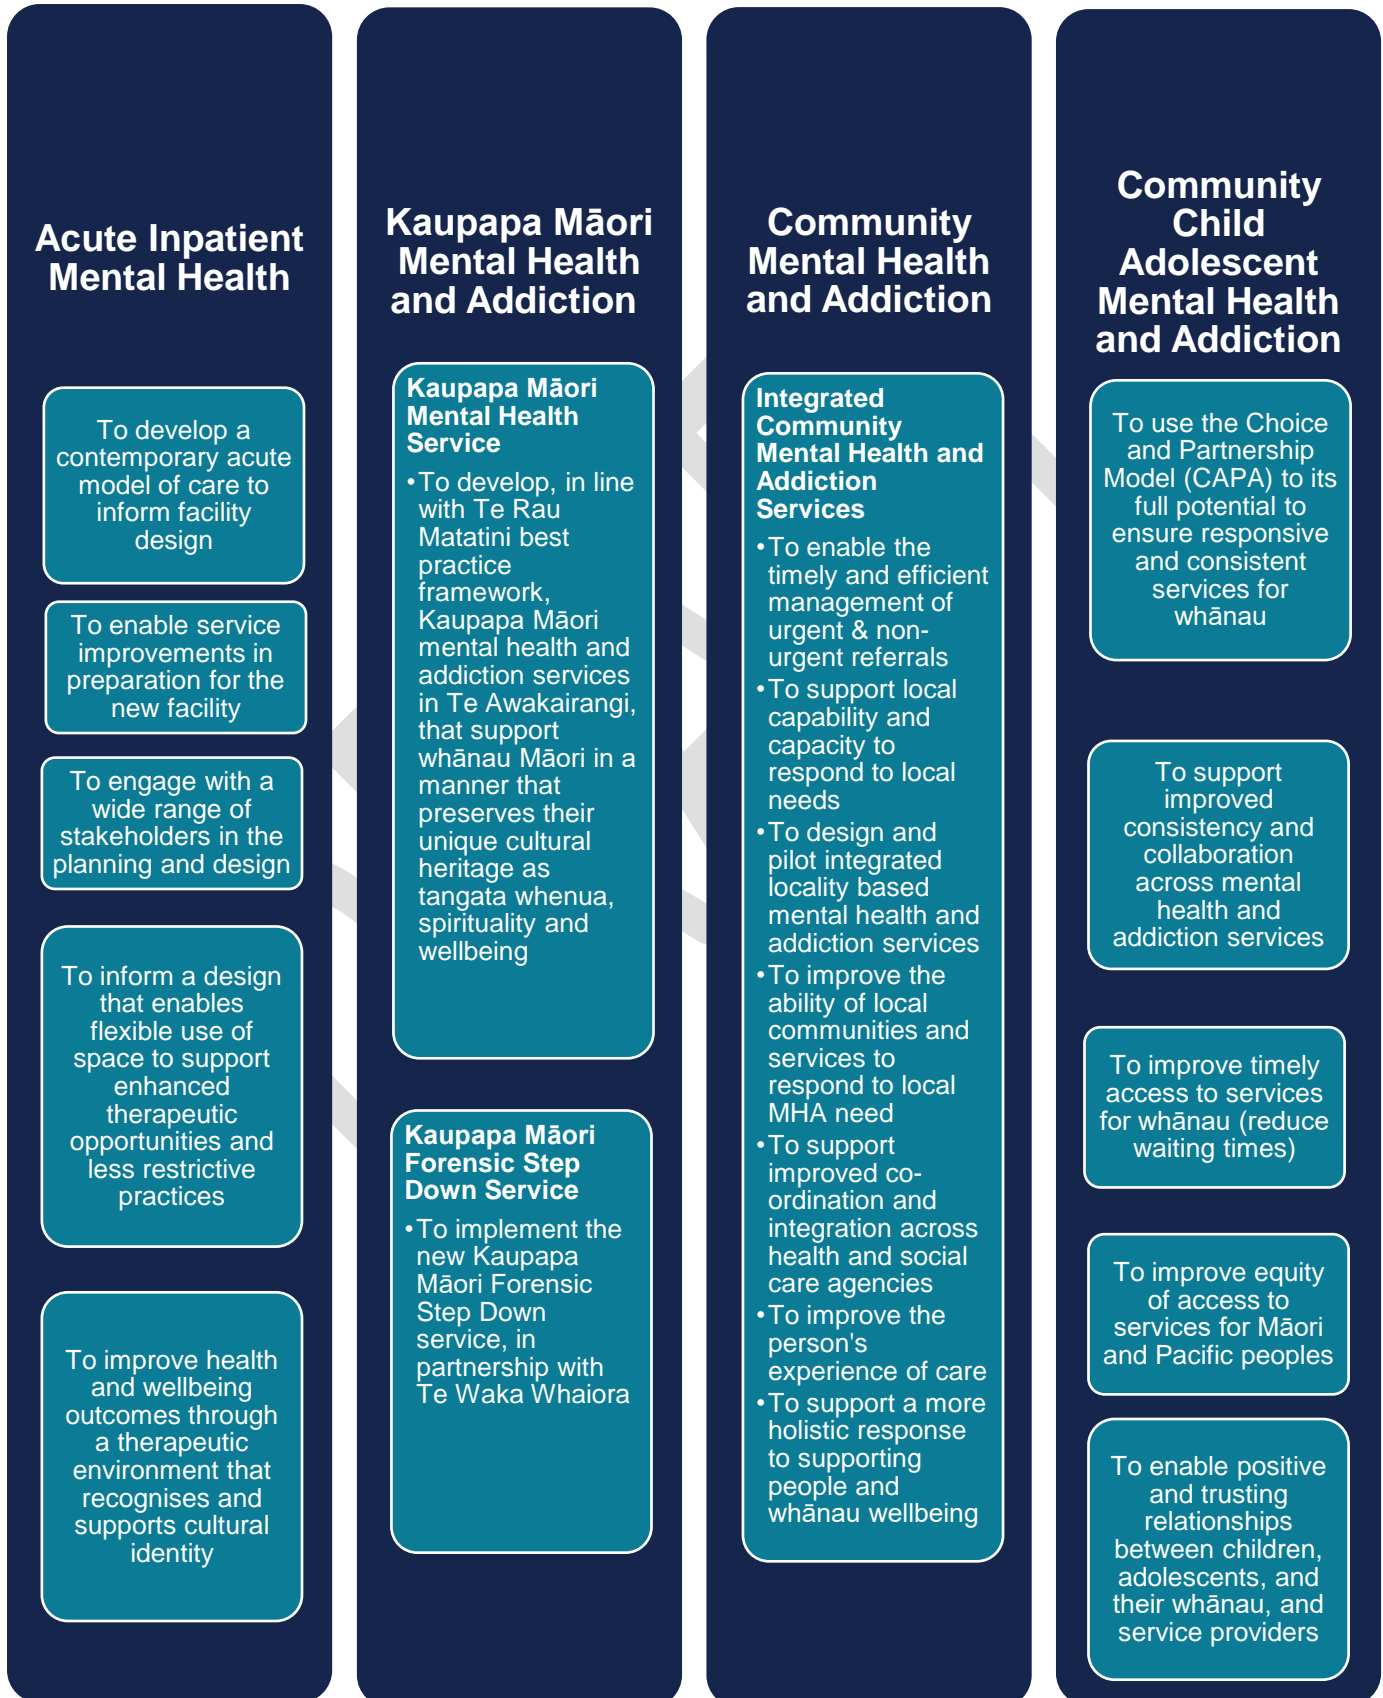 Acute Inpatient
Mental Health
To develop a
contemporary acute
model of care to
inform facility
design
To enable service
improvements in
preparation for the
new facility
To engage with a
wide range of
stakeholders in the
planning and design
To inform a design
that enables
flexible use of
space to support
enhanced
therapeutic
opportunities and
less restrictive
practices
To improve health
and wellbeing
outcomes through
a therapeutic
environment that
recognises and
supports cultural
identity
Kaupapa Māori
Mental Health
and Addiction
Kaupapa Māori
Mental Health
Service
•To develop, in line
with Te Rau
Matatini best
practice
framework,
Kaupapa Māori
mental health and
addiction services
in Te Awakairangi,
that support
whānau Māori in a
manner that
preserves their
unique cultural
heritage as
tangata whenua,
spirituality and
wellbeing
Kaupapa Māori
Forensic Step
Down Service
•To implement the
new Kaupapa
Māori Forensic
Step Down
service, in
partnership with
Te Waka Whaiora
Community
Mental Health
and Addiction
Integrated
Community
Mental Health and
Addiction
Services
•To enable the
timely and efficient
management of
urgent & non-
urgent referrals
•To support local
capability and
capacity to
respond to local
needs
•To design and
pilot integrated
locality based
mental health and
addiction services
•To improve the
ability of local
communities and
services to
respond to local
MHA need
•To support
improved co-
ordination and
integration across
health and social
care agencies
•To improve the
person's
experience of care
•To support a more
holistic response
to supporting
people and
whānau wellbeing
Community
Child
Adolescent
Mental Health
and Addiction
To use the Choice
and Partnership
Model (CAPA) to its
full potential to
ensure responsive
and consistent
services for
whānau
To support
improved
consistency and
collaboration
across mental
health and
addiction services
To improve timely
access to services
for whānau (reduce
waiting times)
To improve equity
of access to
services for Māori
and Pacific peoples
To enable positive
and trusting
relationships
between children,
adolescents, and
their whānau, and
service providers